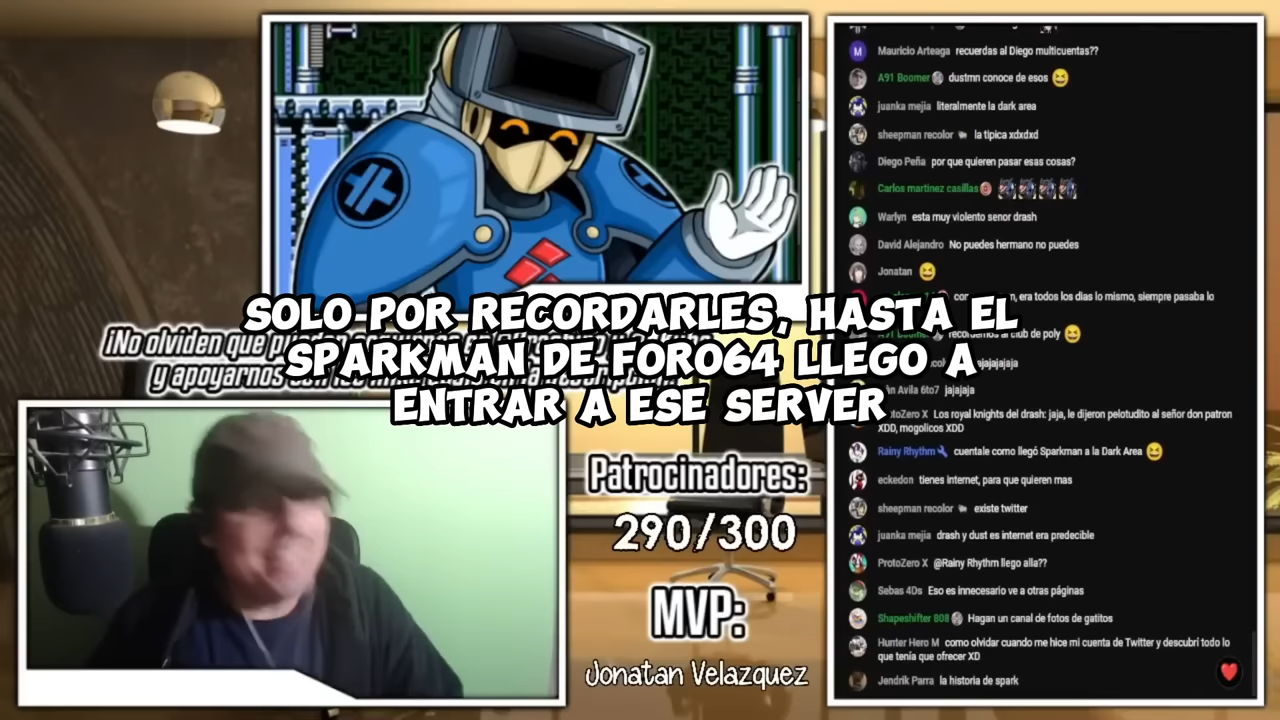 SOLO POR RECORDARLES, HASTA EL
SPARKMAN DE FORO64 LLEGO A
ENTRAR A ESE SERVER
¡No olviden que
y apoyarnos con
Patrocinadores:
290/300
MVP:
Jonatan Velazquez
M
Mauricio Arteaga recuerdas al Diego multicuentas??
A91 Boomer dustmn conoce de esos
juanka mejia literalmente la dark area
sheepman recolor la tipica xdxdxd
Diego Peña por que quieren pasar esas cosas?
Carlos martinez casillas
Warlyn esta muy violento senor drash
David Alejandro No puedes hermano no puedes
Jonatan
era todos los dias lo mismo, siempre pasaba lo
club de poly
Avila 6to7 jajajaja
ProtoZero X Los royal knights del drash: jaja, le dijeron pelotudito al señor don patron
XDD, mogolicos XDD
Rainy Rhythm cuentale como llegó Sparkman a la Dark Area
eckedon tienes internet, para que quieren mas
sheepman recolor existe twitter
juanka mejia drash y dust es internet era predecible
ProtoZero X @Rainy Rhythm llego alla??
Sebas 4Ds Eso es innecesario ve a otras páginas
Shapeshifter 808 Hagan un canal de fotos de gatitos
Hunter Hero M como olvidar cuando me hice mi cuenta de Twitter y descubrí todo lo
que tenía que ofrecer XD
Jendrik Parra la historia de spark